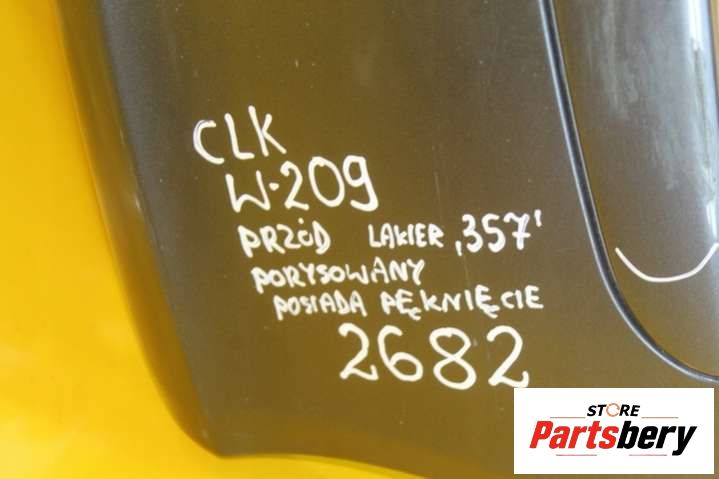 CLK
W·209
PRZÓD LAKIER ‚357'
PORYSOWANY
POSIADA PĘKNIĘCIE
2682
STORE
Partsbery